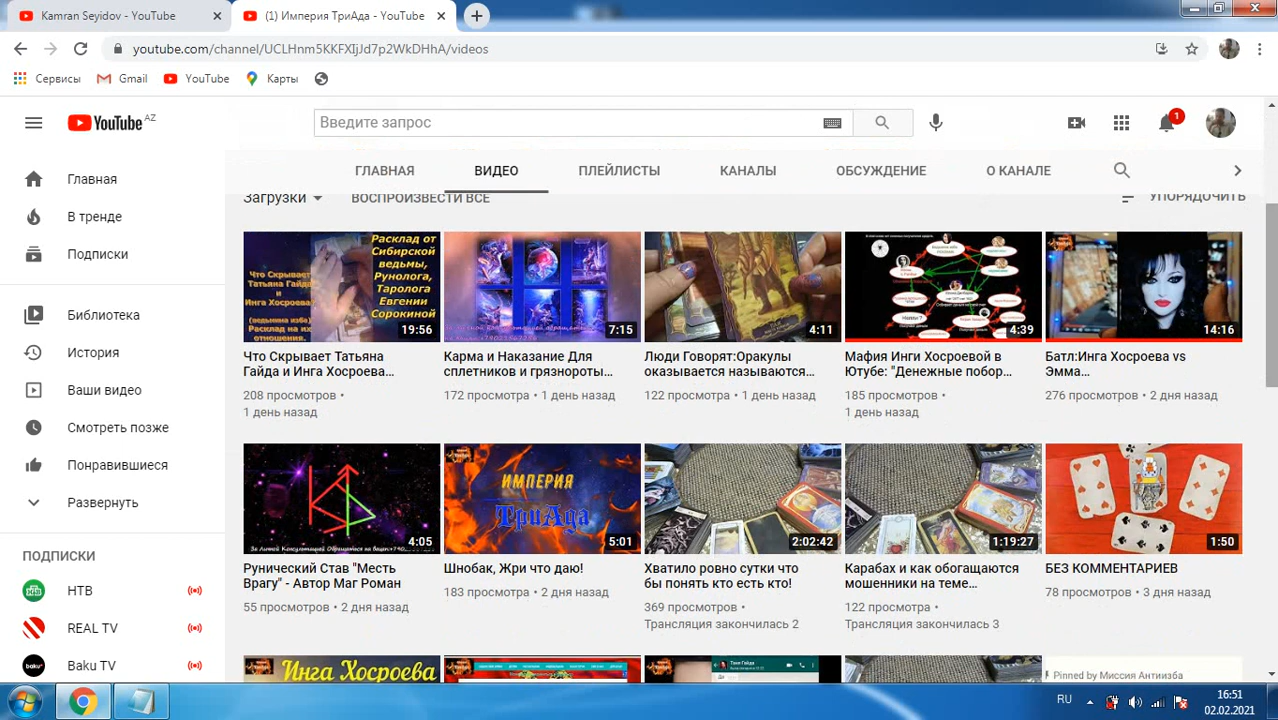 Kamran Seyidov - YouTube
(1) Империя ТриАда - YouTube
youtube.com/channel/UCLHnm5KKFXIjJd7p2WkDHhA/videos
Сервисы
Gmail
YouTube
Карты
YouTube AZ
Введите запрос
1
ГЛАВНАЯ
ВИДЕО
ПЛЕЙЛИСТЫ
КАНАЛЫ
ОБСУЖДЕНИЕ
О КАНАЛЕ
Загрузки
ВОСПРОИЗВЕСТИ ВСЕ
УПОРЯДОЧИТЬ
Главная
В тренде
Подписки
Библиотека
История
Ваши видео
Смотреть позже
Понравившиеся
Развернуть
ПОДПИСКИ
НТВ
REAL TV
Baku TV
Что Скрывает
Татьяна Гайда
и
Инга Хосроева
(ведьмина изба)
Расклад на их
отношения.
Расклад от
Сибирской
ведьмы,
Рунолога,
Таролога
Евгении
Сорокиной
19:56
Что Скрывает Татьяна
Гайда и Инга Хосроева...
208 просмотров •
1 день назад
7:15
Карма и Наказание Для
сплетников и грязнороты...
172 просмотра • 1 день назад
4:11
Люди Говорят:Оракулы
оказывается называются...
122 просмотра • 1 день назад
4:39
Мафия Инги Хосроевой в
Ютубе: "Денежные побор...
185 просмотров •
1 день назад
14:16
Батл:Инга Хосроева vs
Эмма...
276 просмотров • 2 дня назад
4:05
Рунический Став "Месть
Врагу" - Автор Маг Роман
55 просмотров • 2 дня назад
ИМПЕРИЯ
ТриАда
5:01
Шнобак, Жри что даю!
183 просмотра • 2 дня назад
2:02:42
Хватило ровно сутки что
бы понять кто есть кто!
369 просмотров •
Трансляция закончилась 2
1:19:27
Карабах и как обогащаются
мошенники на теме...
122 просмотра •
Трансляция закончилась 3
1:50
БЕЗ КОММЕНТАРИЕВ
78 просмотров • 3 дня назад
Инга Хосроева
Таня Гайда
Pinned by Миссия Антиизба
RU
16:51
02.02.2021